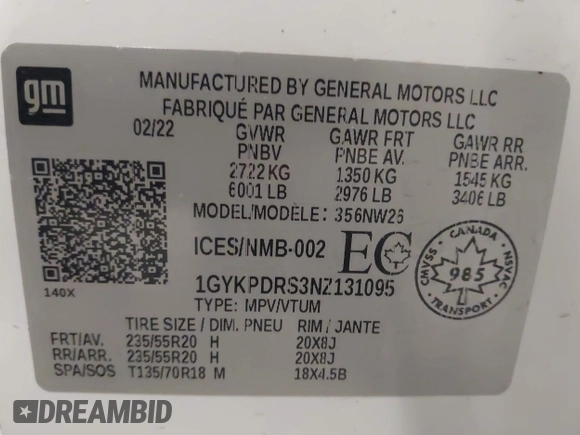 gm
MANUFACTURED BY GENERAL MOTORS LLC
FABRIQUÉ PAR GENERAL MOTORS LLC
02/22 GVWR GAWR FRT GAWR RR
PNBV PNBE AV. PNBE ARR.
2722 KG 1350 KG 1545 KG
6001 LB 2976 LB 3406 LB
MODEL/MODÈLE: 356NW26
ICES/NMB-002 EC
CANADA
CMVSS 985 NSVAC
1GYKPDRS3NZ131095
TYPE: MPV/VTUM
140X
TIRE SIZE / DIM. PNEU RIM / JANTE
FRT/AV. 235/55R20 H 20X8J
RR/ARR. 235/55R20 H 20X8J
SPA/SOS T135/70R18 M 18X4.5B
DREAMBID